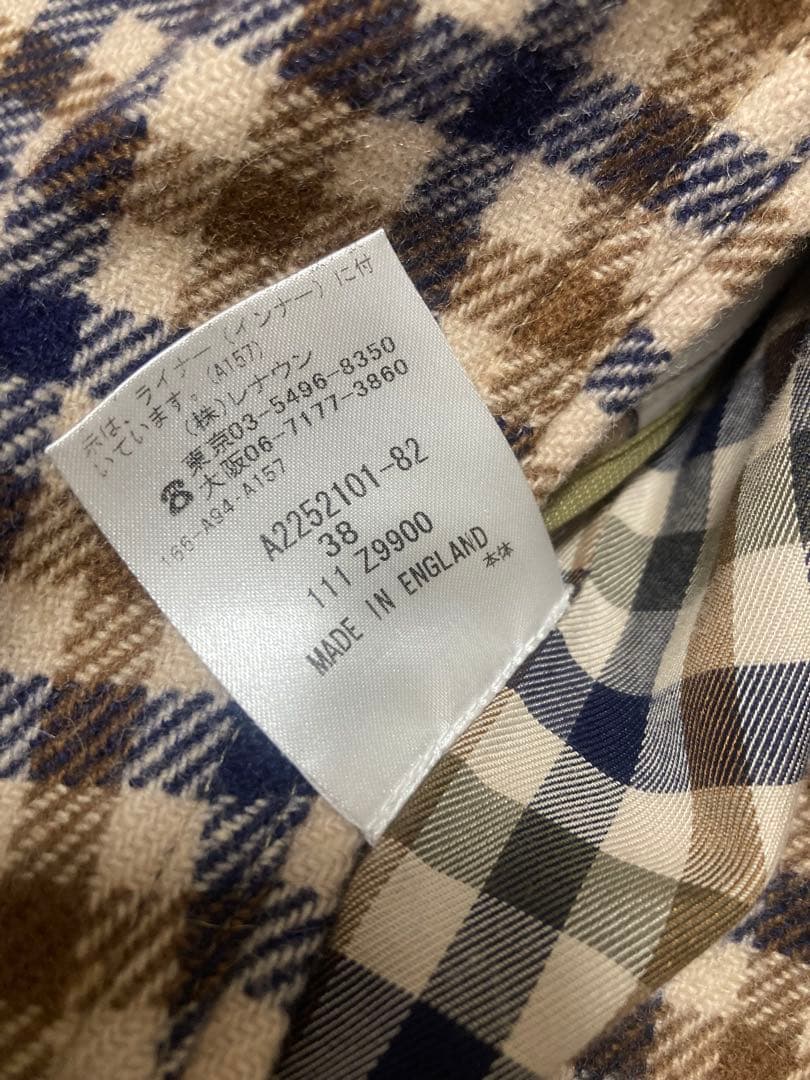 示は、ライナー(インナー)に付
いています。(A157)
(株)レナウン
☎東京03-5496-8350
大阪06-7177-3860
166-A94-A157
A2252101-82
38
111 Z9900
MADE IN ENGLAND
本体